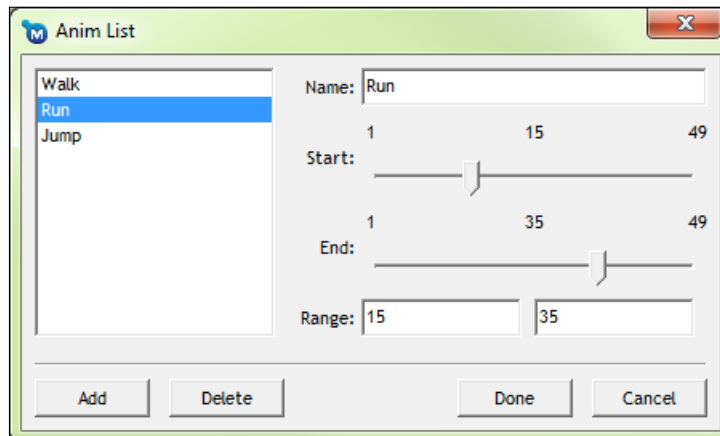 Anim List
Walk
Run
Jump
Name: Run
1 15 49
Start:
1 35 49
End:
Range: 15 35
Add Delete Done Cancel